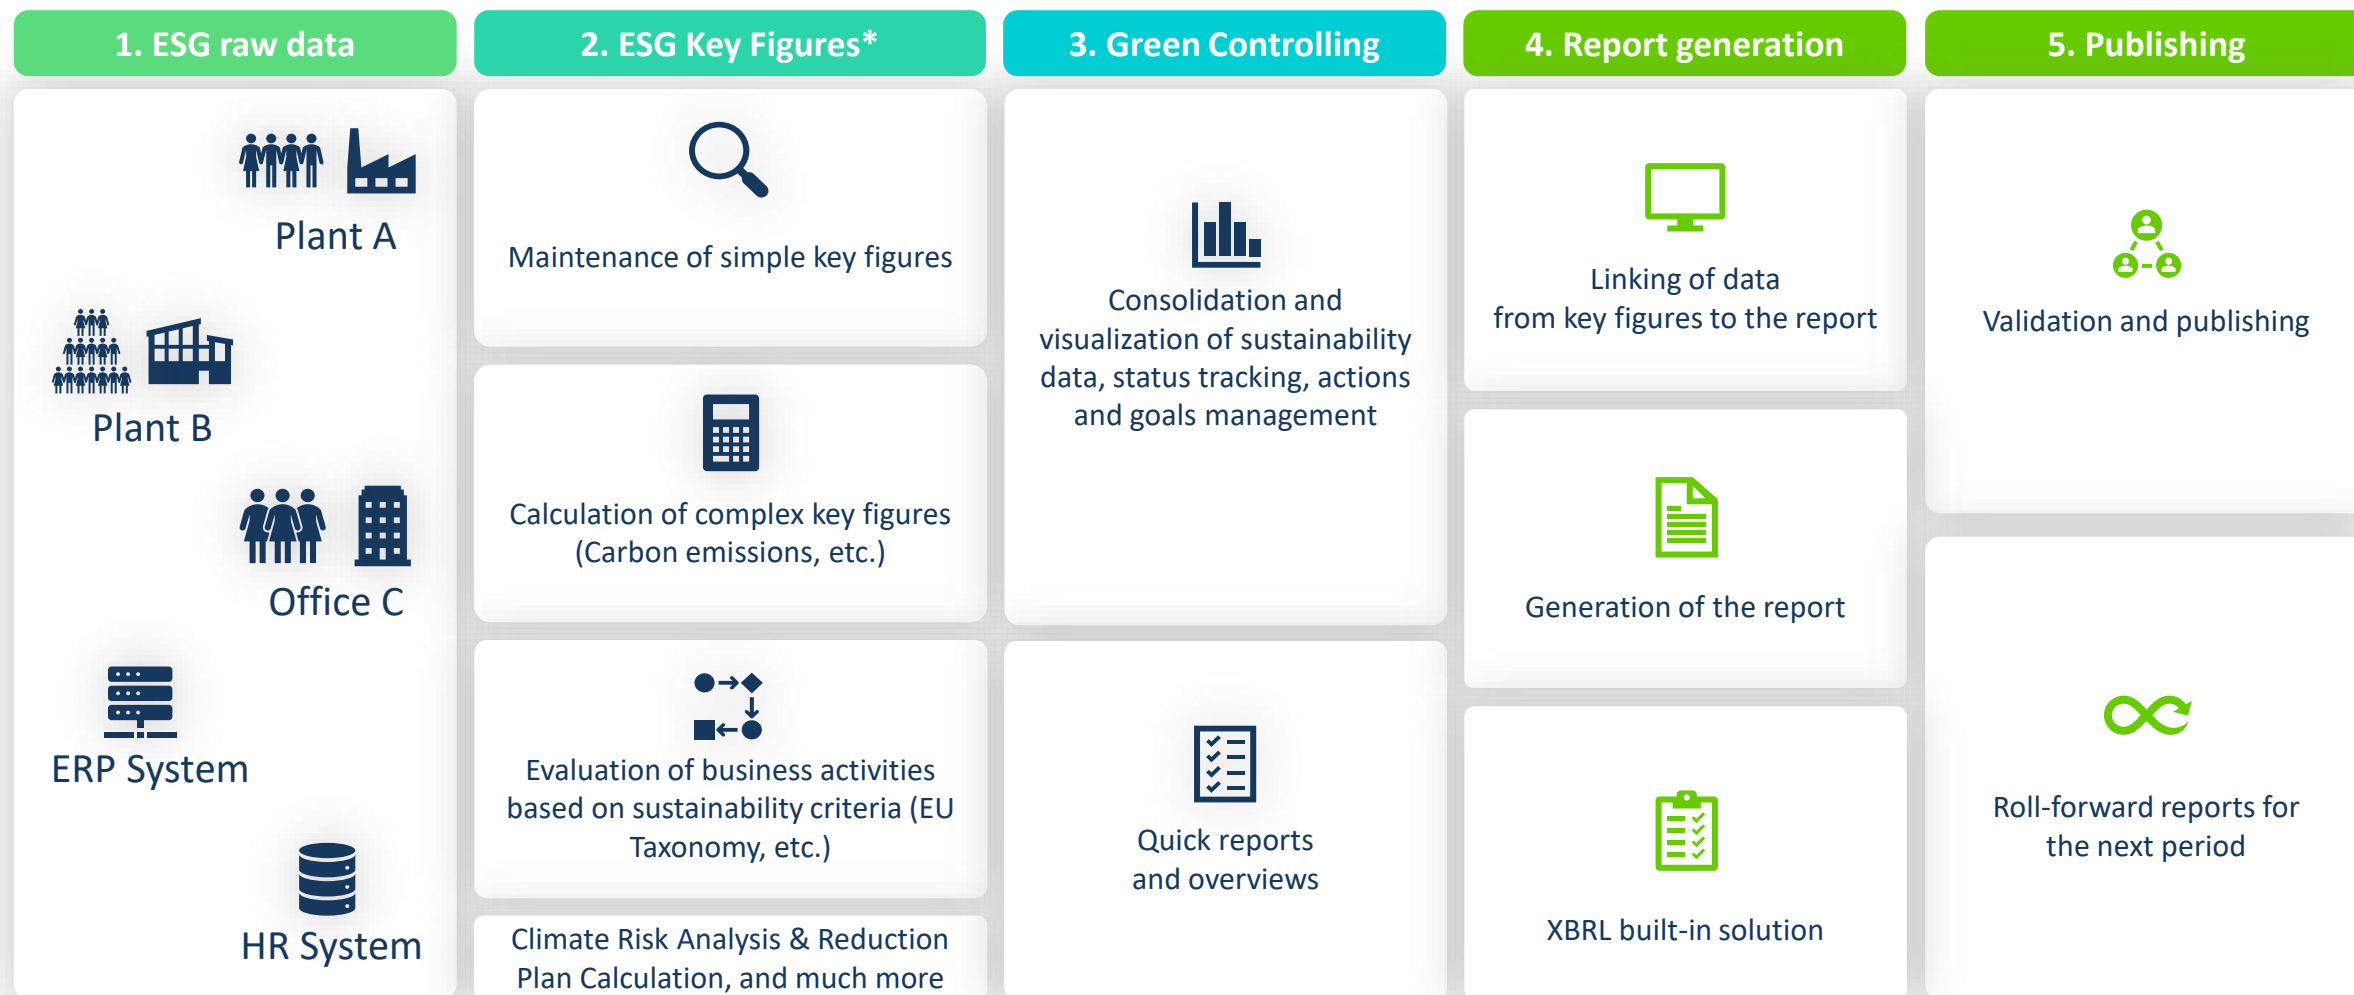 1. ESG raw data
Plant A
Plant B
Office C
ERP System
HR System
2. ESG Key Figures*
Maintenance of simple key figures
Calculation of complex key figures
(Carbon emissions, etc.)
Evaluation of business activities
based on sustainability criteria (EU
Taxonomy, etc.)
Climate Risk Analysis & Reduction
Plan Calculation, and much more
3. Green Controlling
Consolidation and
visualization of sustainability
data, status tracking, actions
and goals management
Quick reports
and overviews
4. Report generation
Linking of data
from key figures to the report
Generation of the report
XBRL built-in solution
5. Publishing
Validation and publishing
Roll-forward reports for
the next period